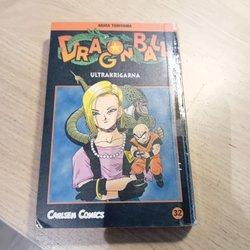 AKIRA TORIYAMA
DRAGON BALL
ULTRAKRIGARNA
CARLSEN COMICS
32